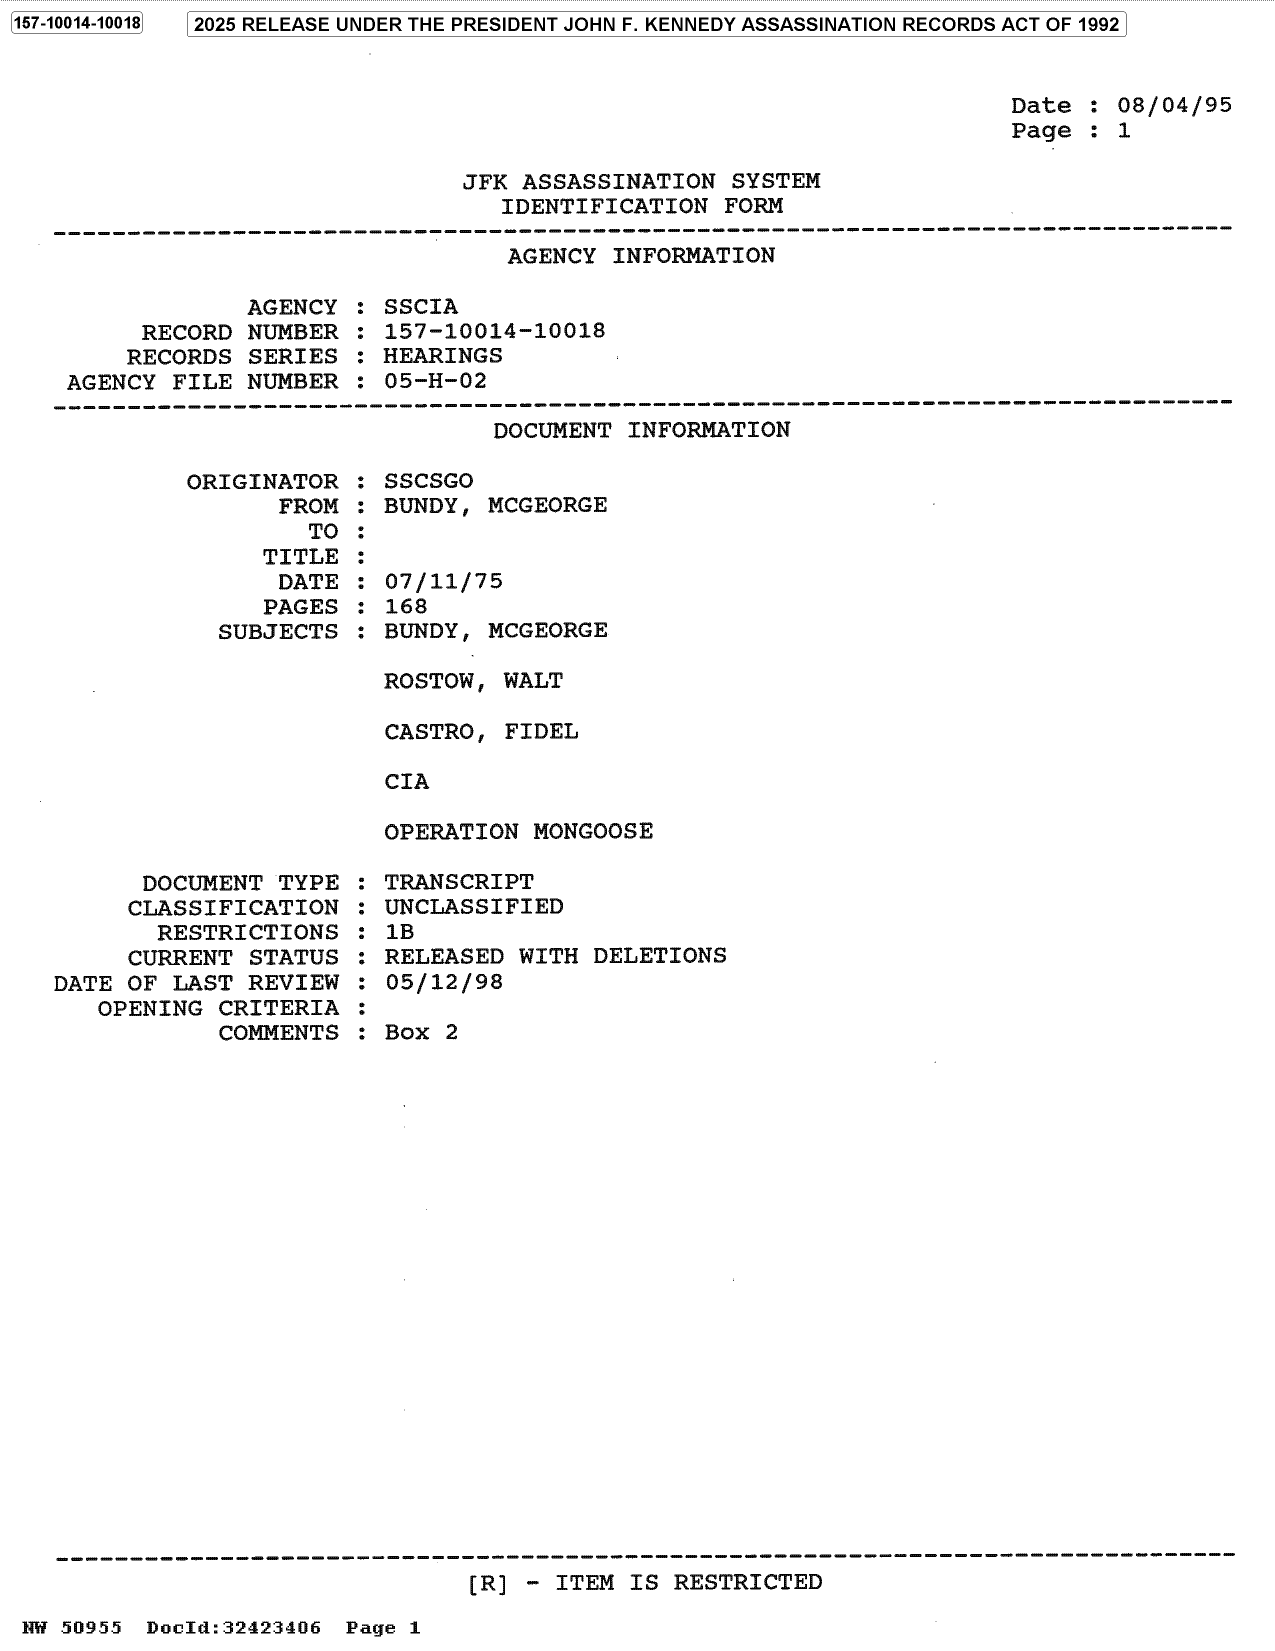 157-10014-10018
2025 RELEASE UNDER THE PRESIDENT JOHN F. KENNEDY ASSASSINATION RECORDS ACT OF 1992
Date : 08/04/95
Page : 1
JFK ASSASSINATION SYSTEM
IDENTIFICATION FORM
AGENCY INFORMATION
AGENCY : SSCIA
RECORD NUMBER : 157-10014-10018
RECORDS SERIES : HEARINGS
AGENCY FILE NUMBER : 05-H-02
DOCUMENT INFORMATION
ORIGINATOR : SSCSGO
FROM : BUNDY, MCGEORGE
TO :
TITLE :
DATE : 07/11/75
PAGES : 168
SUBJECTS : BUNDY, MCGEORGE
ROSTOW, WALT
CASTRO, FIDEL
CIA
OPERATION MONGOOSE
DOCUMENT TYPE : TRANSCRIPT
CLASSIFICATION : UNCLASSIFIED
RESTRICTIONS : 1B
CURRENT STATUS : RELEASED WITH DELETIONS
DATE OF LAST REVIEW : 05/12/98
OPENING CRITERIA :
COMMENTS : Box 2
[R] - ITEM IS RESTRICTED
NW 50955 DocId:32423406 Page 1